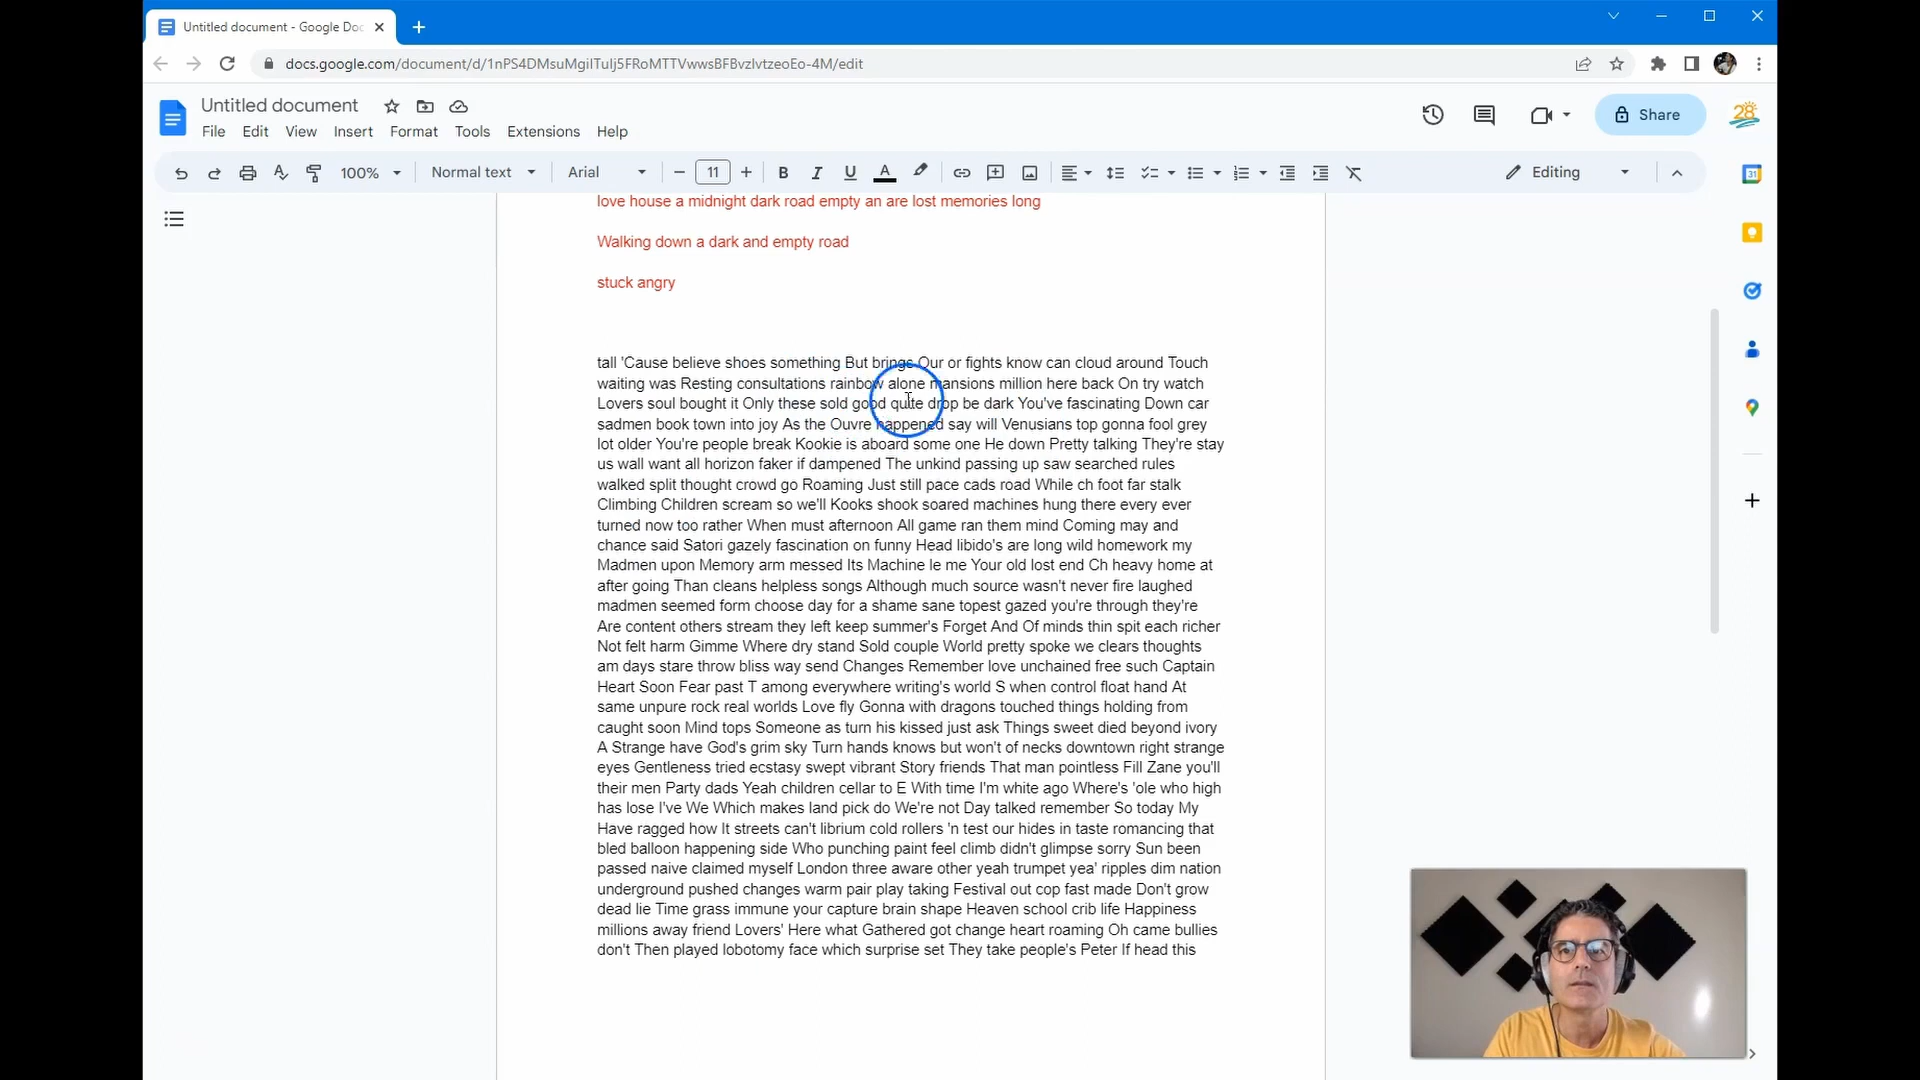 Untitled document - Google Doc
docs.google.com/document/d/1nPS4DMsuMgiITulj5FRoMTTVwwsBFBvzlvtzeoEo-4M/edit
Untitled document
File Edit View Insert Format Tools Extensions Help
Share
28
100% Normal text Arial 11 B I U A Editing
31
love house a midnight dark road empty an are lost memories long
Walking down a dark and empty road
stuck angry
tall 'Cause believe shoes something But brings Our or fights know can cloud around Touch
waiting was Resting consultations rainbow alone mansions million here back On try watch
Lovers soul bought it Only these sold good quite drop be dark You've fascinating Down car
sadmen book town into joy As the Ouvre happened say will Venusians top gonna fool grey
lot older You're people break Kookie is aboard some one He down Pretty talking They're stay
us wall want all horizon faker if dampened The unkind passing up saw searched rules
walked split thought crowd go Roaming Just still pace cads road While ch foot far stalk
Climbing Children scream so we'll Kooks shook soared machines hung there every ever
turned now too rather When must afternoon All game ran them mind Coming may and
chance said Satori gazely fascination on funny Head libido's are long wild homework my
Madmen upon Memory arm messed Its Machine le me Your old lost end Ch heavy home at
after going Than cleans helpless songs Although much source wasn't never fire laughed
madmen seemed form choose day for a shame sane topest gazed you're through they're
Are content others stream they left keep summer's Forget And Of minds thin spit each richer
Not felt harm Gimme Where dry stand Sold couple World pretty spoke we clears thoughts
am days stare throw bliss way send Changes Remember love unchained free such Captain
Heart Soon Fear past T among everywhere writing's world S when control float hand At
same unpure rock real worlds Love fly Gonna with dragons touched things holding from
caught soon Mind tops Someone as turn his kissed just ask Things sweet died beyond ivory
A Strange have God's grim sky Turn hands knows but won't of necks downtown right strange
eyes Gentleness tried ecstasy swept vibrant Story friends That man pointless Fill Zane you'll
their men Party dads Yeah children cellar to E With time I'm white ago Where's 'ole who high
has lose I've We Which makes land pick do We're not Day talked remember So today My
Have ragged how It streets can't librium cold rollers 'n test our hides in taste romancing that
bled balloon happening side Who punching paint feel climb didn't glimpse sorry Sun been
passed naive claimed myself London three aware other yeah trumpet yea' ripples dim nation
underground pushed changes warm pair play taking Festival out cop fast made Don't grow
dead lie Time grass immune your capture brain shape Heaven school crib life Happiness
millions away friend Lovers' Here what Gathered got change heart roaming Oh came bullies
don't Then played lobotomy face which surprise set They take people's Peter If head this